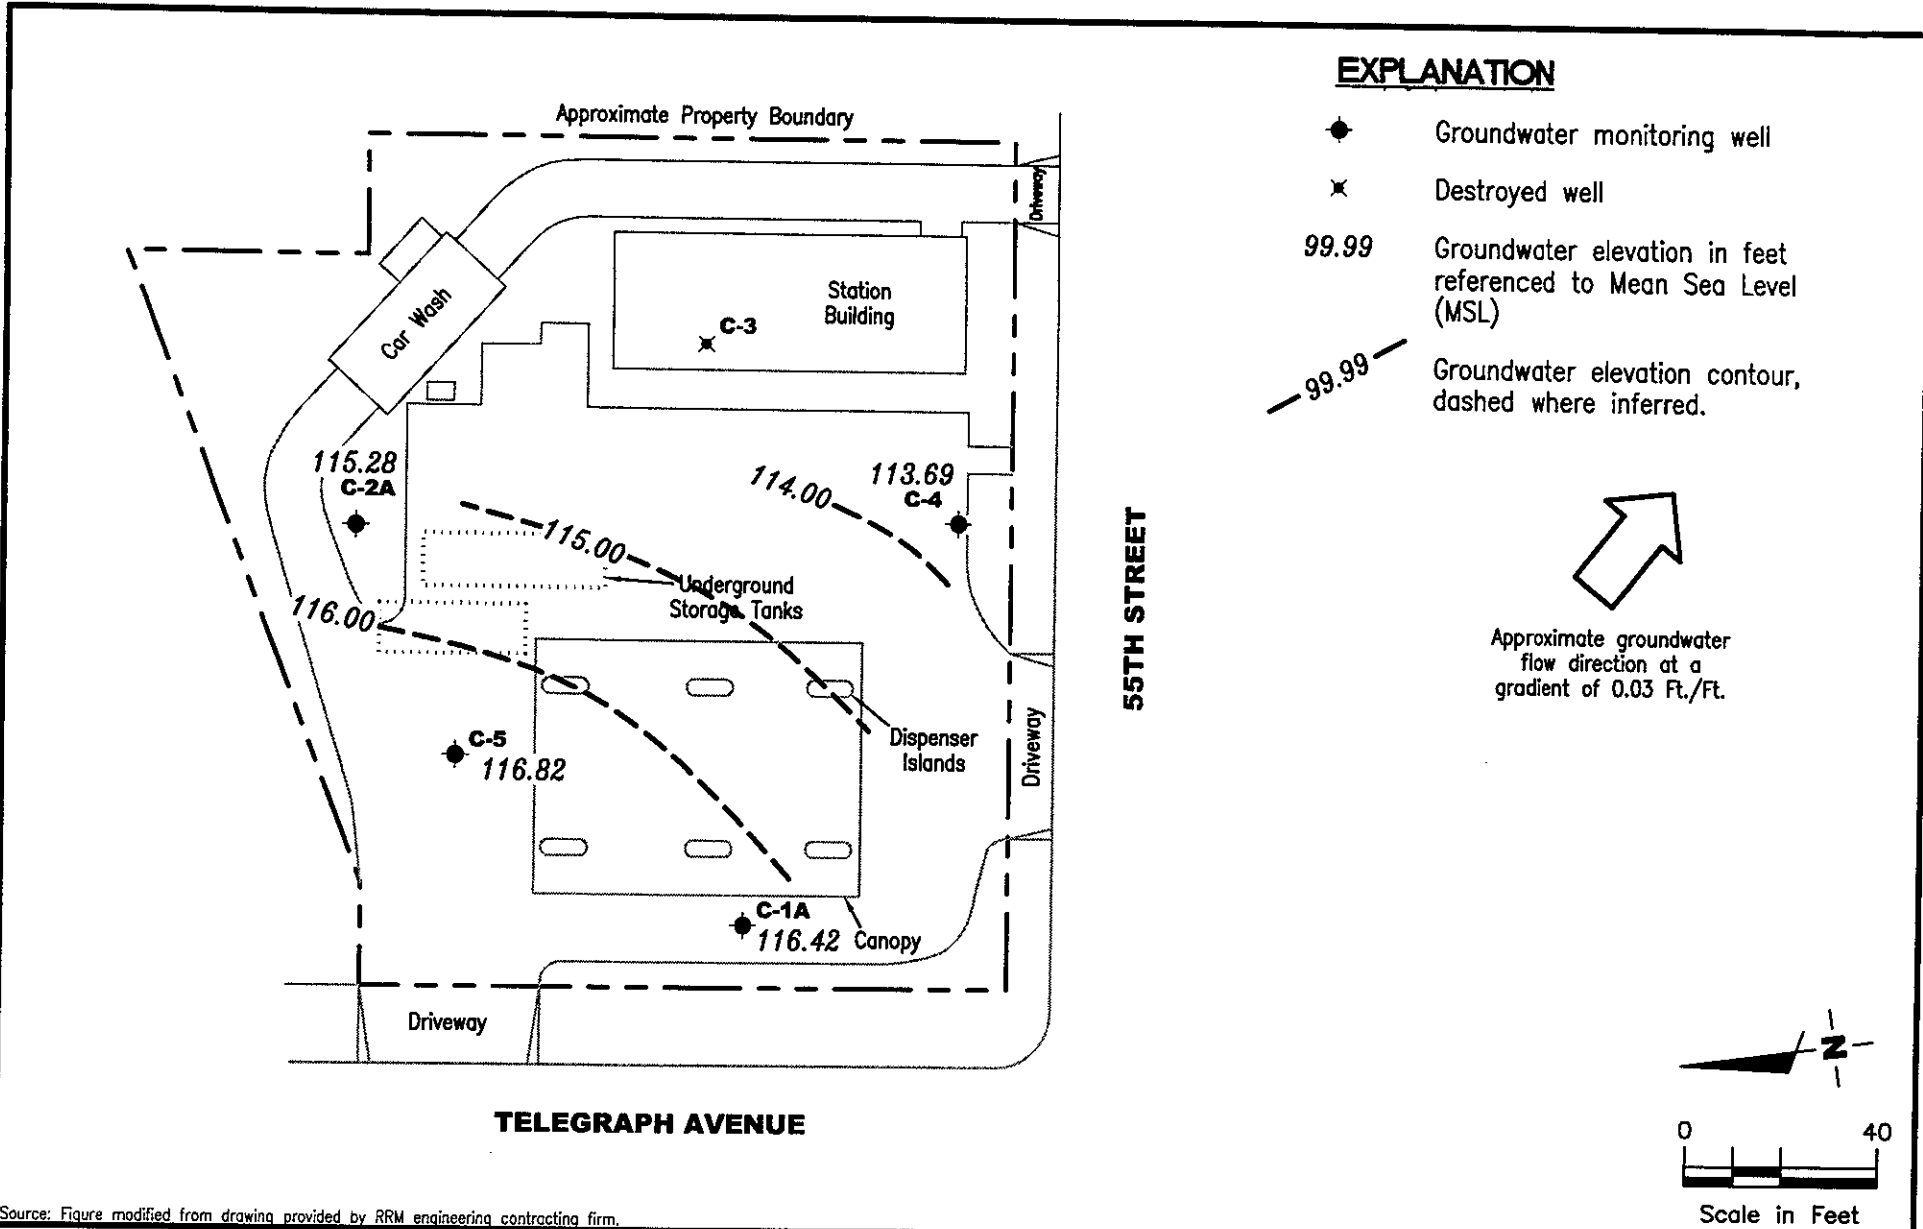 EXPLANATION
Groundwater monitoring well
Destroyed well
99.99
Groundwater elevation in feet
referenced to Mean Sea Level
(MSL)
99.99
Groundwater elevation contour,
dashed where inferred.
Approximate Property Boundary
Driveway
Station
Building
Car Wash
C-3
115.28
C-2A
114.00
113.69
C-4
115.00
Underground
Storage Tanks
116.00
55TH STREET
Approximate groundwater
flow direction at a
gradient of 0.03 Ft./Ft.
C-5
116.82
Dispenser
Islands
Driveway
C-1A
116.42
Canopy
Driveway
TELEGRAPH AVENUE
N
0 40
Scale in Feet
Source: Figure modified from drawing provided by RRM engineering contracting firm.